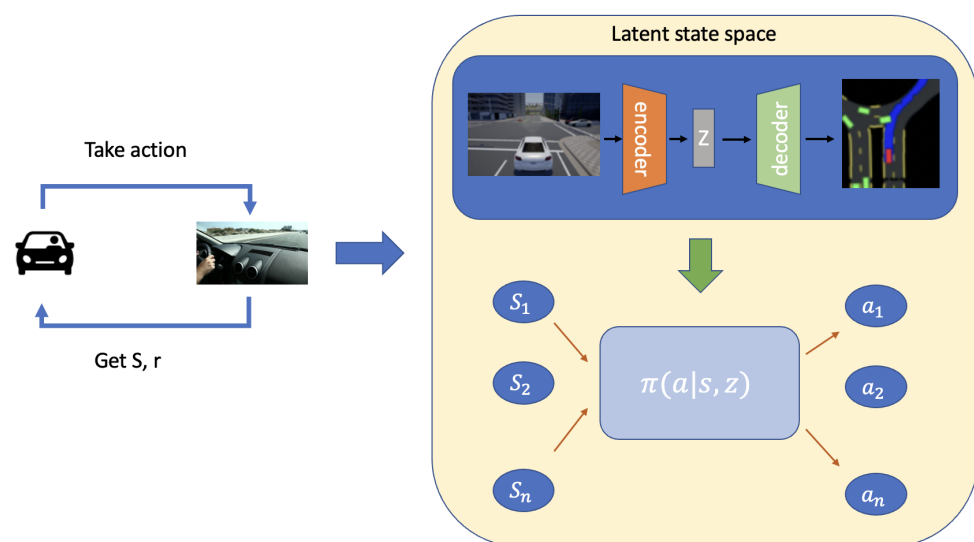 Latent state space
Take action
encoder
Z
decoder
Get S, r
S₁
S₂
Sₙ
π(a|s, z)
a₁
a₂
aₙ